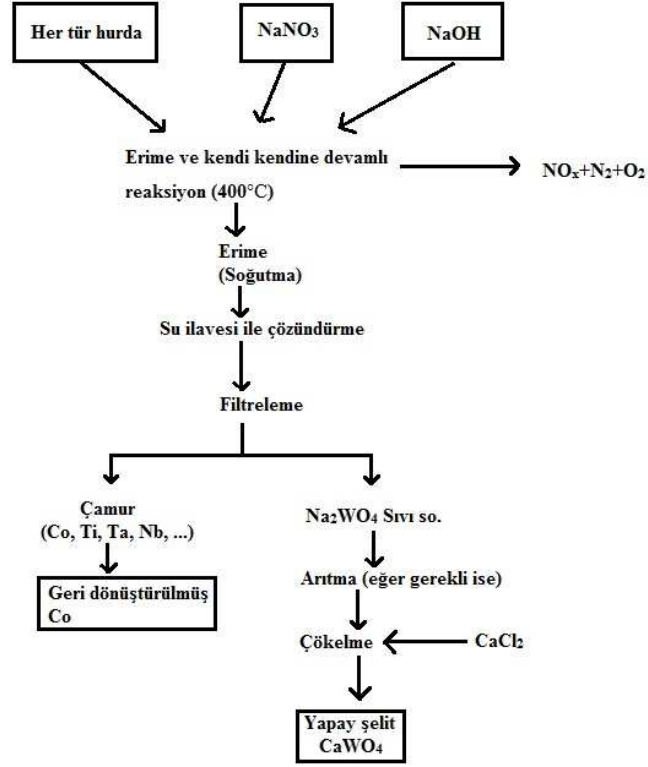 Her tür hurda
NaNO₃
NaOH
Erime ve kendi kendine devamlı
reaksiyon (400°C)
NOₓ+N₂+O₂
Erime
(Soğutma)
Su ilavesi ile çözündürme
Filtreleme
Çamur
(Co, Ti, Ta, Nb, ...)
Na₂WO₄ Sıvı so.
Geri dönüştürülmüş
Co
Arıtma (eğer gerekli ise)
Çökelme
CaCl₂
Yapay şelit
CaWO₄